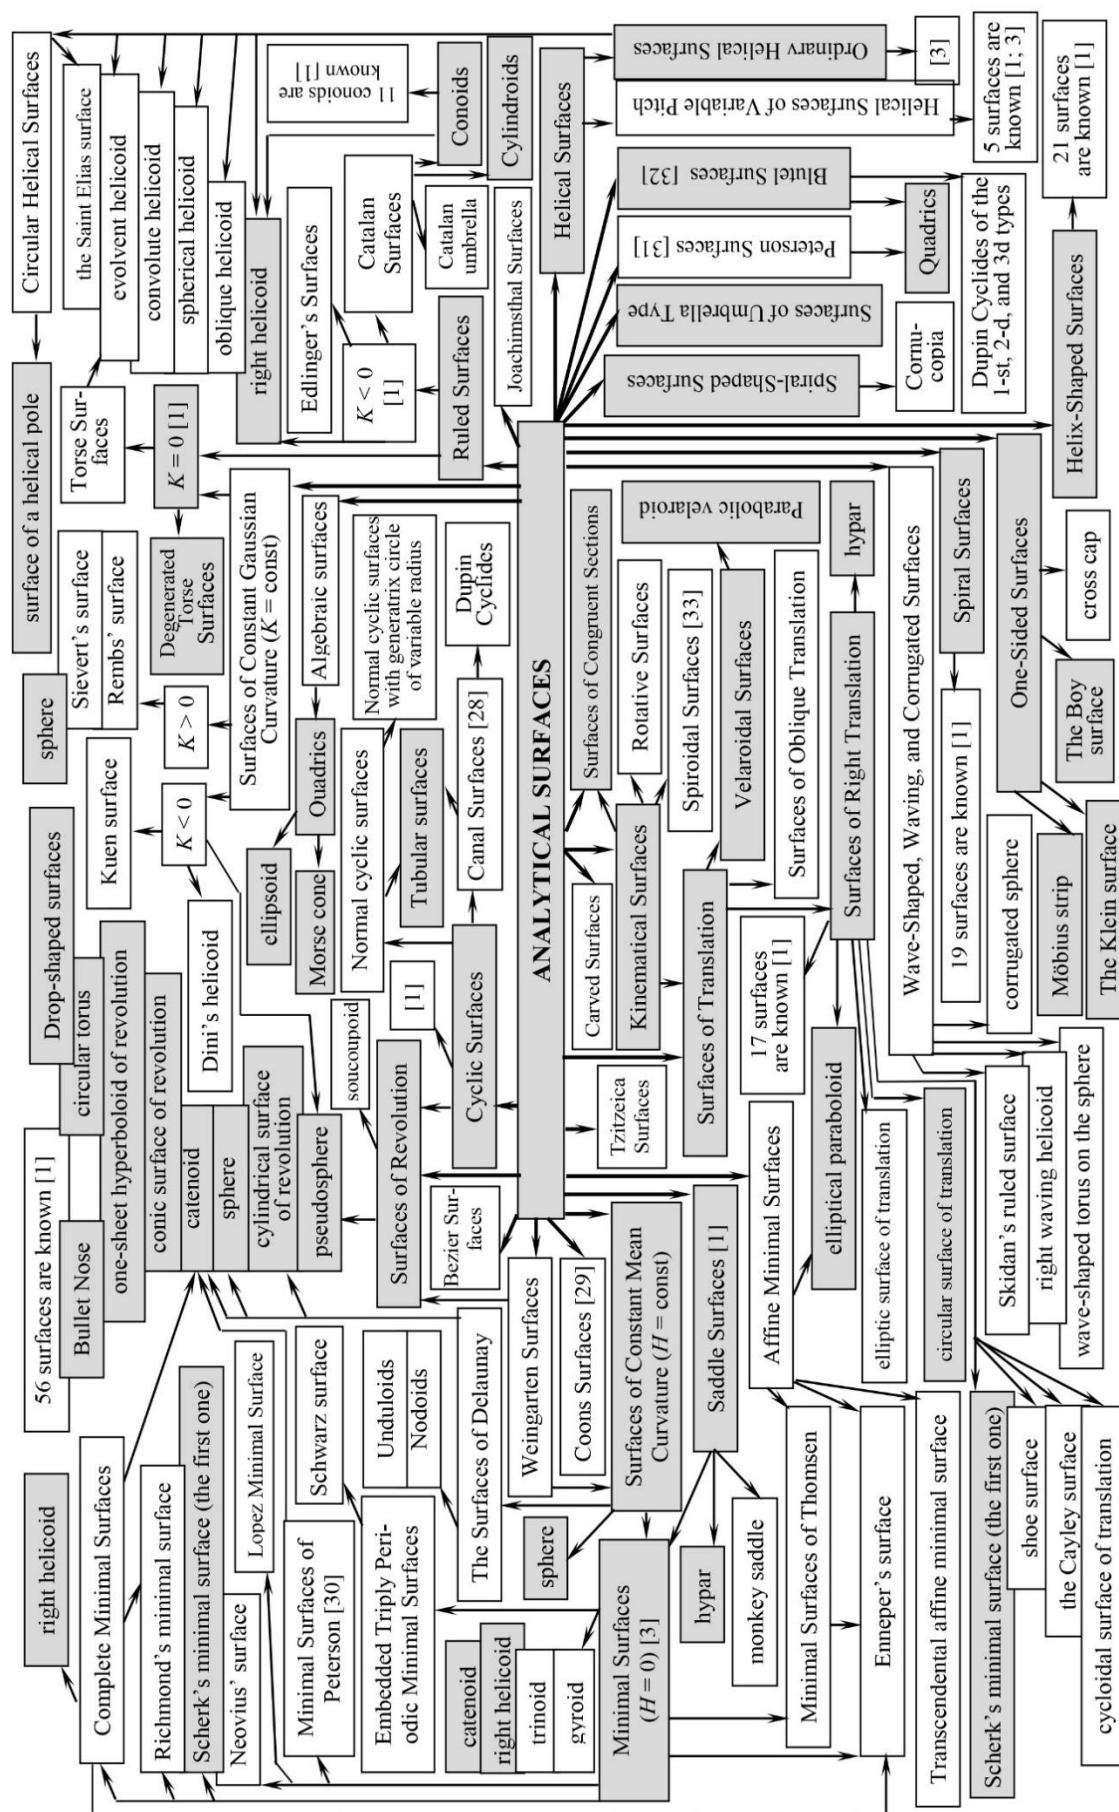 right helicoid
Complete Minimal Surfaces
Richmond's minimal surface
Scherk's minimal surface (the first one)
Neovius' surface
Lopez Minimal Surface
Minimal Surfaces of
Peterson [30]
Schwarz surface
Embedded Triply Peri-
odic Minimal Surfaces
Unduloids
Nodoids
The Surfaces of Delaunay
catenoid
right helicoid
trinoid
gyroid
sphere
Minimal Surfaces
(H = 0) [3]
56 surfaces are known [1]
Bullet Nose
Drop-shaped surfaces
circular torus
one-sheet hyperboloid of revolution
conic surface of revolution
catenoid
sphere
cylindrical surface
of revolution
pseudosphere
Surfaces of Revolution
soucoupoid
[1]
Cyclic Surfaces
Bezier Sur-
faces
Weingarten Surfaces
Coons Surfaces [29]
Kuen surface
K < 0
Dini's helicoid
sphere
Sievert's surface
Rembs' surface
K > 0
Surfaces of Constant Gaussian
Curvature (K = const)
ellipsoid
Quadrics
Morse cone
Algebraic surfaces
Normal cyclic surfaces
Normal cyclic surfaces
with generatrix circle
of variable radius
Tubular surfaces
Canal Surfaces [28]
Dupin
Cyclides
surface of a helical pole
Circular Helical Surfaces
the Saint Elias surface
evolvent helicoid
convolute helicoid
spherical helicoid
oblique helicoid
right helicoid
Torse Sur-
faces
K = 0 [1]
Degenerated
Torse
Surfaces
11 conoids are
known [1]
Edlinger's Surfaces
Catalan
Surfaces
Conoids
Cylindroids
Catalan
umbrella
K < 0
[1]
Ruled Surfaces
Joachimsthal Surfaces
ANALYTICAL SURFACES
Helical Surfaces
Ordinary Helical Surfaces
[3]
Helical Surfaces of Variable Pitch
5 surfaces are
known [1; 3]
Blutel Surfaces [32]
Peterson Surfaces [31]
Quadrics
Dupin Cyclides of the
1-st, 2-d, and 3d types
Surfaces of Umbrella Type
Spiral-Shaped Surfaces
Cornu-
copia
21 surfaces
are known [1]
Helix-Shaped Surfaces
Surfaces of Congruent Sections
Carved Surfaces
Kinematical Surfaces
Rotative Surfaces
Spiroidal Surfaces [33]
Parabolic velaroid
Velaroidal Surfaces
Surfaces of Translation
Surfaces of Oblique Translation
Surfaces of Right Translation
hypar
17 surfaces
are known [1]
Tzitzeica
Surfaces
elliptical paraboloid
elliptic surface of translation
circular surface of translation
Wave-Shaped, Waving, and Corrugated Surfaces
Spiral Surfaces
19 surfaces are known [1]
corrugated sphere
Skidan's ruled surface
right waving helicoid
wave-shaped torus on the sphere
One-Sided Surfaces
cross cap
The Boy
surface
Möbius strip
The Klein surface
Surfaces of Constant Mean
Curvature (H = const)
Saddle Surfaces [1]
hypar
monkey saddle
Affine Minimal Surfaces
Minimal Surfaces of Thomsen
Enneper's surface
Transcendental affine minimal surface
Scherk's minimal surface (the first one)
shoe surface
the Cayley surface
cycloidal surface of translation